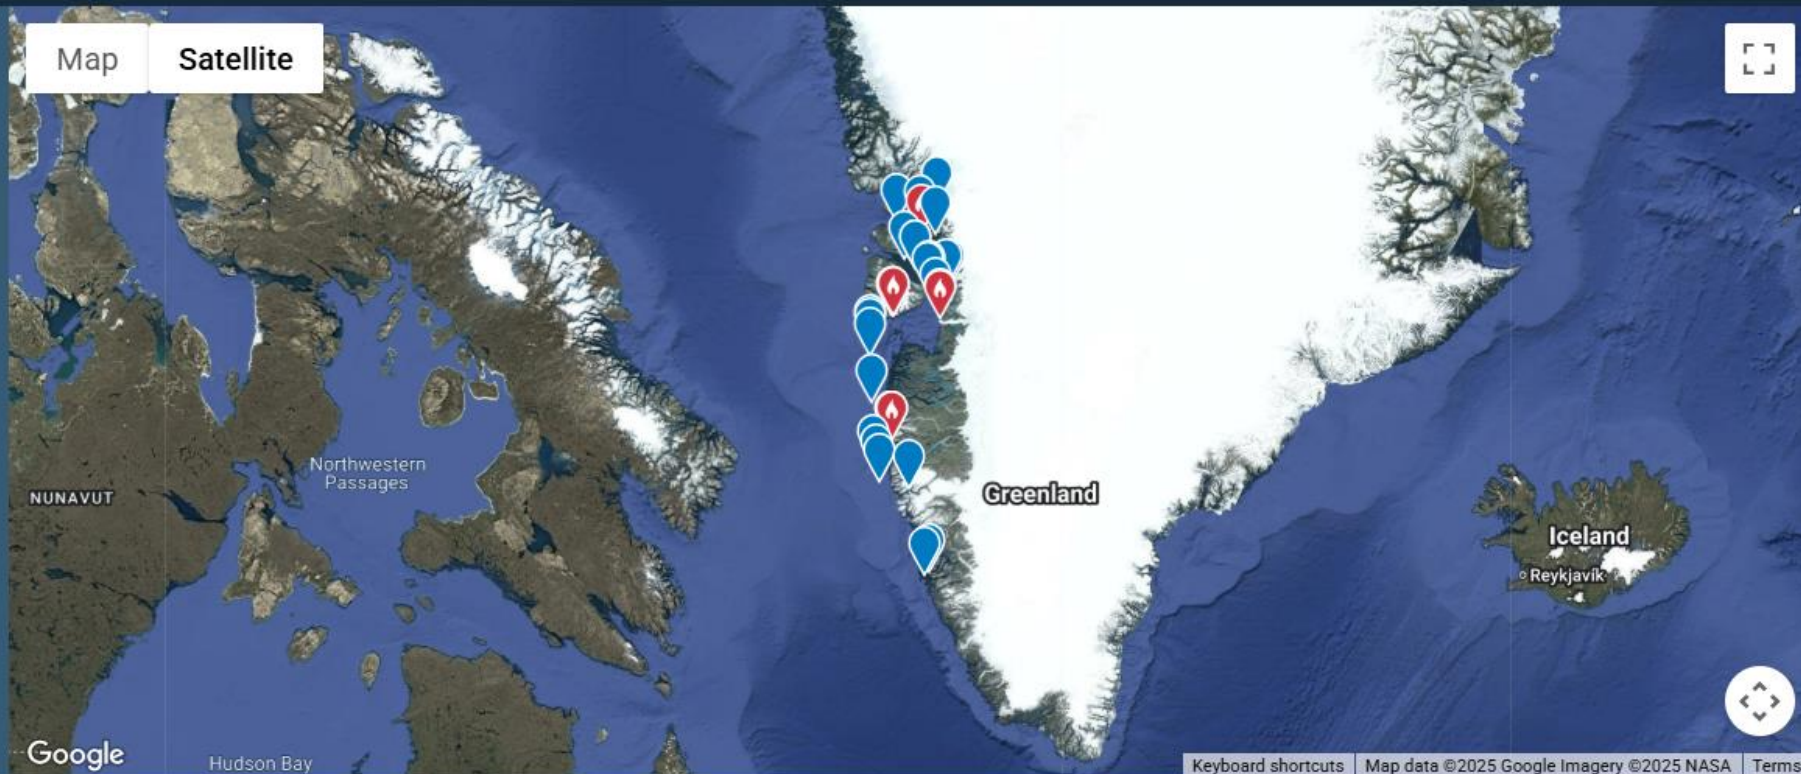 Map
Satellite
Northwestern
Passages
NUNAVUT
Greenland
Iceland
Reykjavík
Google
Hudson Bay
Keyboard shortcuts
Map data ©2025 Google Imagery ©2025 NASA
Terms